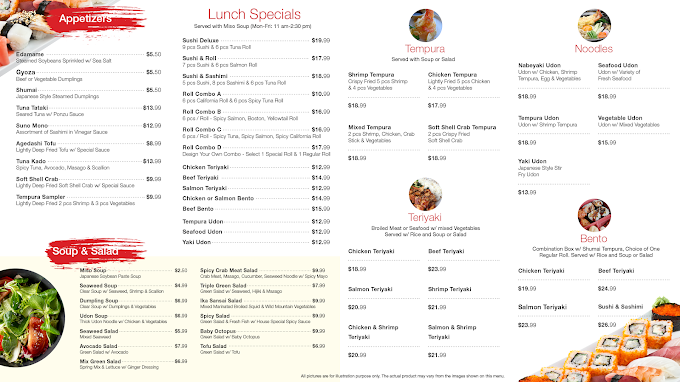 Appetizers
Edamame $5.50
Steamed Soybeans Sprinkled w/ Sea Salt
Gyoza $5.50
Beef or Vegetable Dumplings
Shumai $5.50
Japanese Style Steamed Dumplings
Tuna Tataki $13.99
Seared Tuna w/ Ponzu Sauce
Suno Mono $12.99
Assortment of Sashimi in Vinegar Sauce
Agedashi Tofu $8.99
Lightly Deep Fried Tofu w/ Special Sauce
Tuna Kado $13.99
Spicy Tuna, Avocado, Masago & Scallion
Soft Shell Crab $9.99
Lightly Deep Fried Soft Shell Crab w/ Special Sauce
Tempura Sampler $9.99
Lightly Deep Fried 2 pcs Shrimp & 3 pcs Vegetables
Soup & Salad
Miso Soup $2.50
Japanese Soybean Paste Soup
Seaweed Soup $4.99
Clear Soup w/ Seaweed, Shrimp & Scallion
Dumpling Soup $6.99
Clear Soup w/ Dumplings & Vegetables
Udon Soup $6.99
Thick Udon Noodle w/ Chicken & Vegetables
Seaweed Salad $5.99
Mixed Seaweed
Avocado Salad $7.99
Green Salad w/ Avocado
Mix Green Salad $6.99
Spring Mix & Lettuce w/ Ginger Dressing
Spicy Crab Meat Salad $9.99
Crab Meat, Masago, Cucumber, Seaweed Noodle w/ Spicy Mayo
Triple Green Salad $7.99
Green Salad w/ Seaweed, Hijiki & Masago
Ika Sansai Salad $9.99
Mixed Marinated Broiled Squid & Wild Mountain Vegetables
Spicy Salad $9.99
Green Salad & Fresh Fish w/ House Special Spicy Sauce
Baby Octopus $9.99
Green Salad w/ Baby Octopus
Tofu Salad $6.99
Green Salad w/ Tofu
Lunch Specials
Served with Miso Soup (Mon-Fri: 11 am-2:30 pm)
Sushi Deluxe $19.99
9 pcs Sushi & 6 pcs Tuna Roll
Sushi & Roll $17.99
7 pcs Sushi & 6 pcs Salmon Roll
Sushi & Sashimi $18.99
5 pcs Sushi, 8 pcs Sashimi & 6 pcs Tuna Roll
Roll Combo A $10.99
6 pcs California Roll & 6 pcs Spicy Tuna Roll
Roll Combo B $16.99
6 pcs / Roll - Spicy Salmon, Boston, Yellowtail Roll
Roll Combo C $16.99
6 pcs / Roll - Spicy Tuna, Spicy Salmon, Spicy California Roll
Roll Combo D $17.99
Design Your Own Combo - Select 1 Special Roll & 1 Regular Roll
Chicken Teriyaki $12.99
Beef Teriyaki $14.99
Salmon Teriyaki $12.99
Chicken or Salmon Bento $14.99
Beef Bento $15.99
Tempura Udon $12.99
Seafood Udon $12.99
Yaki Udon $12.99
Tempura
Served with Soup or Salad
Shrimp Tempura
Crispy Fried 5 pcs Shrimp
& 4 pcs Vegetables
$18.99
Chicken Tempura
Lightly Fried 5 pcs Chicken
& 4 pcs Vegetables
$17.99
Mixed Tempura
2 pcs Shrimp, Chicken, Crab
Stick & Vegetables
$18.99
Soft Shell Crab Tempura
2 pcs Crispy Fried
Soft Shell Crab
$18.99
Teriyaki
Broiled Meat or Seafood w/ mixed Vegetables
Served w/ Rice and Soup or Salad
Chicken Teriyaki
$18.99
Beef Teriyaki
$23.99
Salmon Teriyaki
$20.99
Shrimp Teriyaki
$21.99
Chicken & Shrimp
Teriyaki
$20.99
Salmon & Shrimp
Teriyaki
$21.99
Noodles
Nabeyaki Udon
Udon w/ Chicken, Shrimp
Tempura, Egg & Vegetables
$18.99
Seafood Udon
Udon w/ Variety of
Fresh Seafood
$18.99
Tempura Udon
Udon w/ Shrimp Tempura
$18.99
Vegetable Udon
Udon w/ Mixed Vegetables
$15.99
Yaki Udon
Japanese Style Stir
Fry Udon
$13.99
Bento
Combination Box w/ Shumai Tempura, Choice of One
Regular Roll. Served w/ Rice and Soup or Salad
Chicken Teriyaki
$19.99
Beef Teriyaki
$24.99
Salmon Teriyaki
$23.99
Sushi & Sashimi
$26.99
All pictures are for illustration purpose only. The actual product may vary from the images shown on this menu.